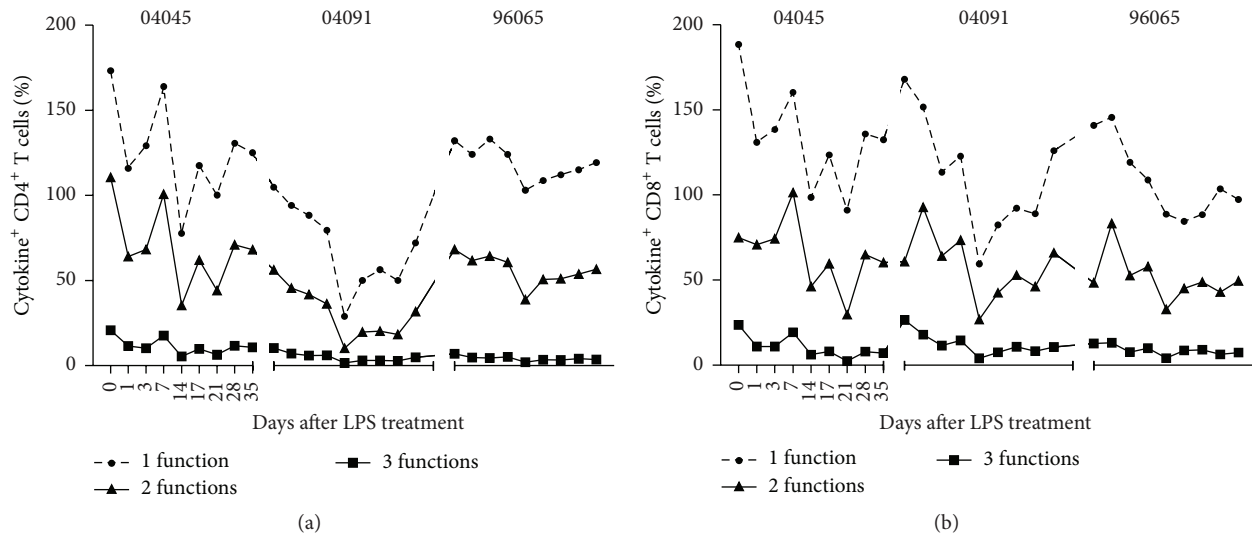 04045 04091 96065
200
150
100
50
0
Cytokine⁺ CD4⁺ T cells (%)
0 1 3 7 14 17 21 28 35
Days after LPS treatment
1 function
2 functions
3 functions
(a)
04045 04091 96065
200
150
100
50
0
Cytokine⁺ CD8⁺ T cells (%)
0 1 3 7 14 17 21 28 35
Days after LPS treatment
1 function
2 functions
3 functions
(b)